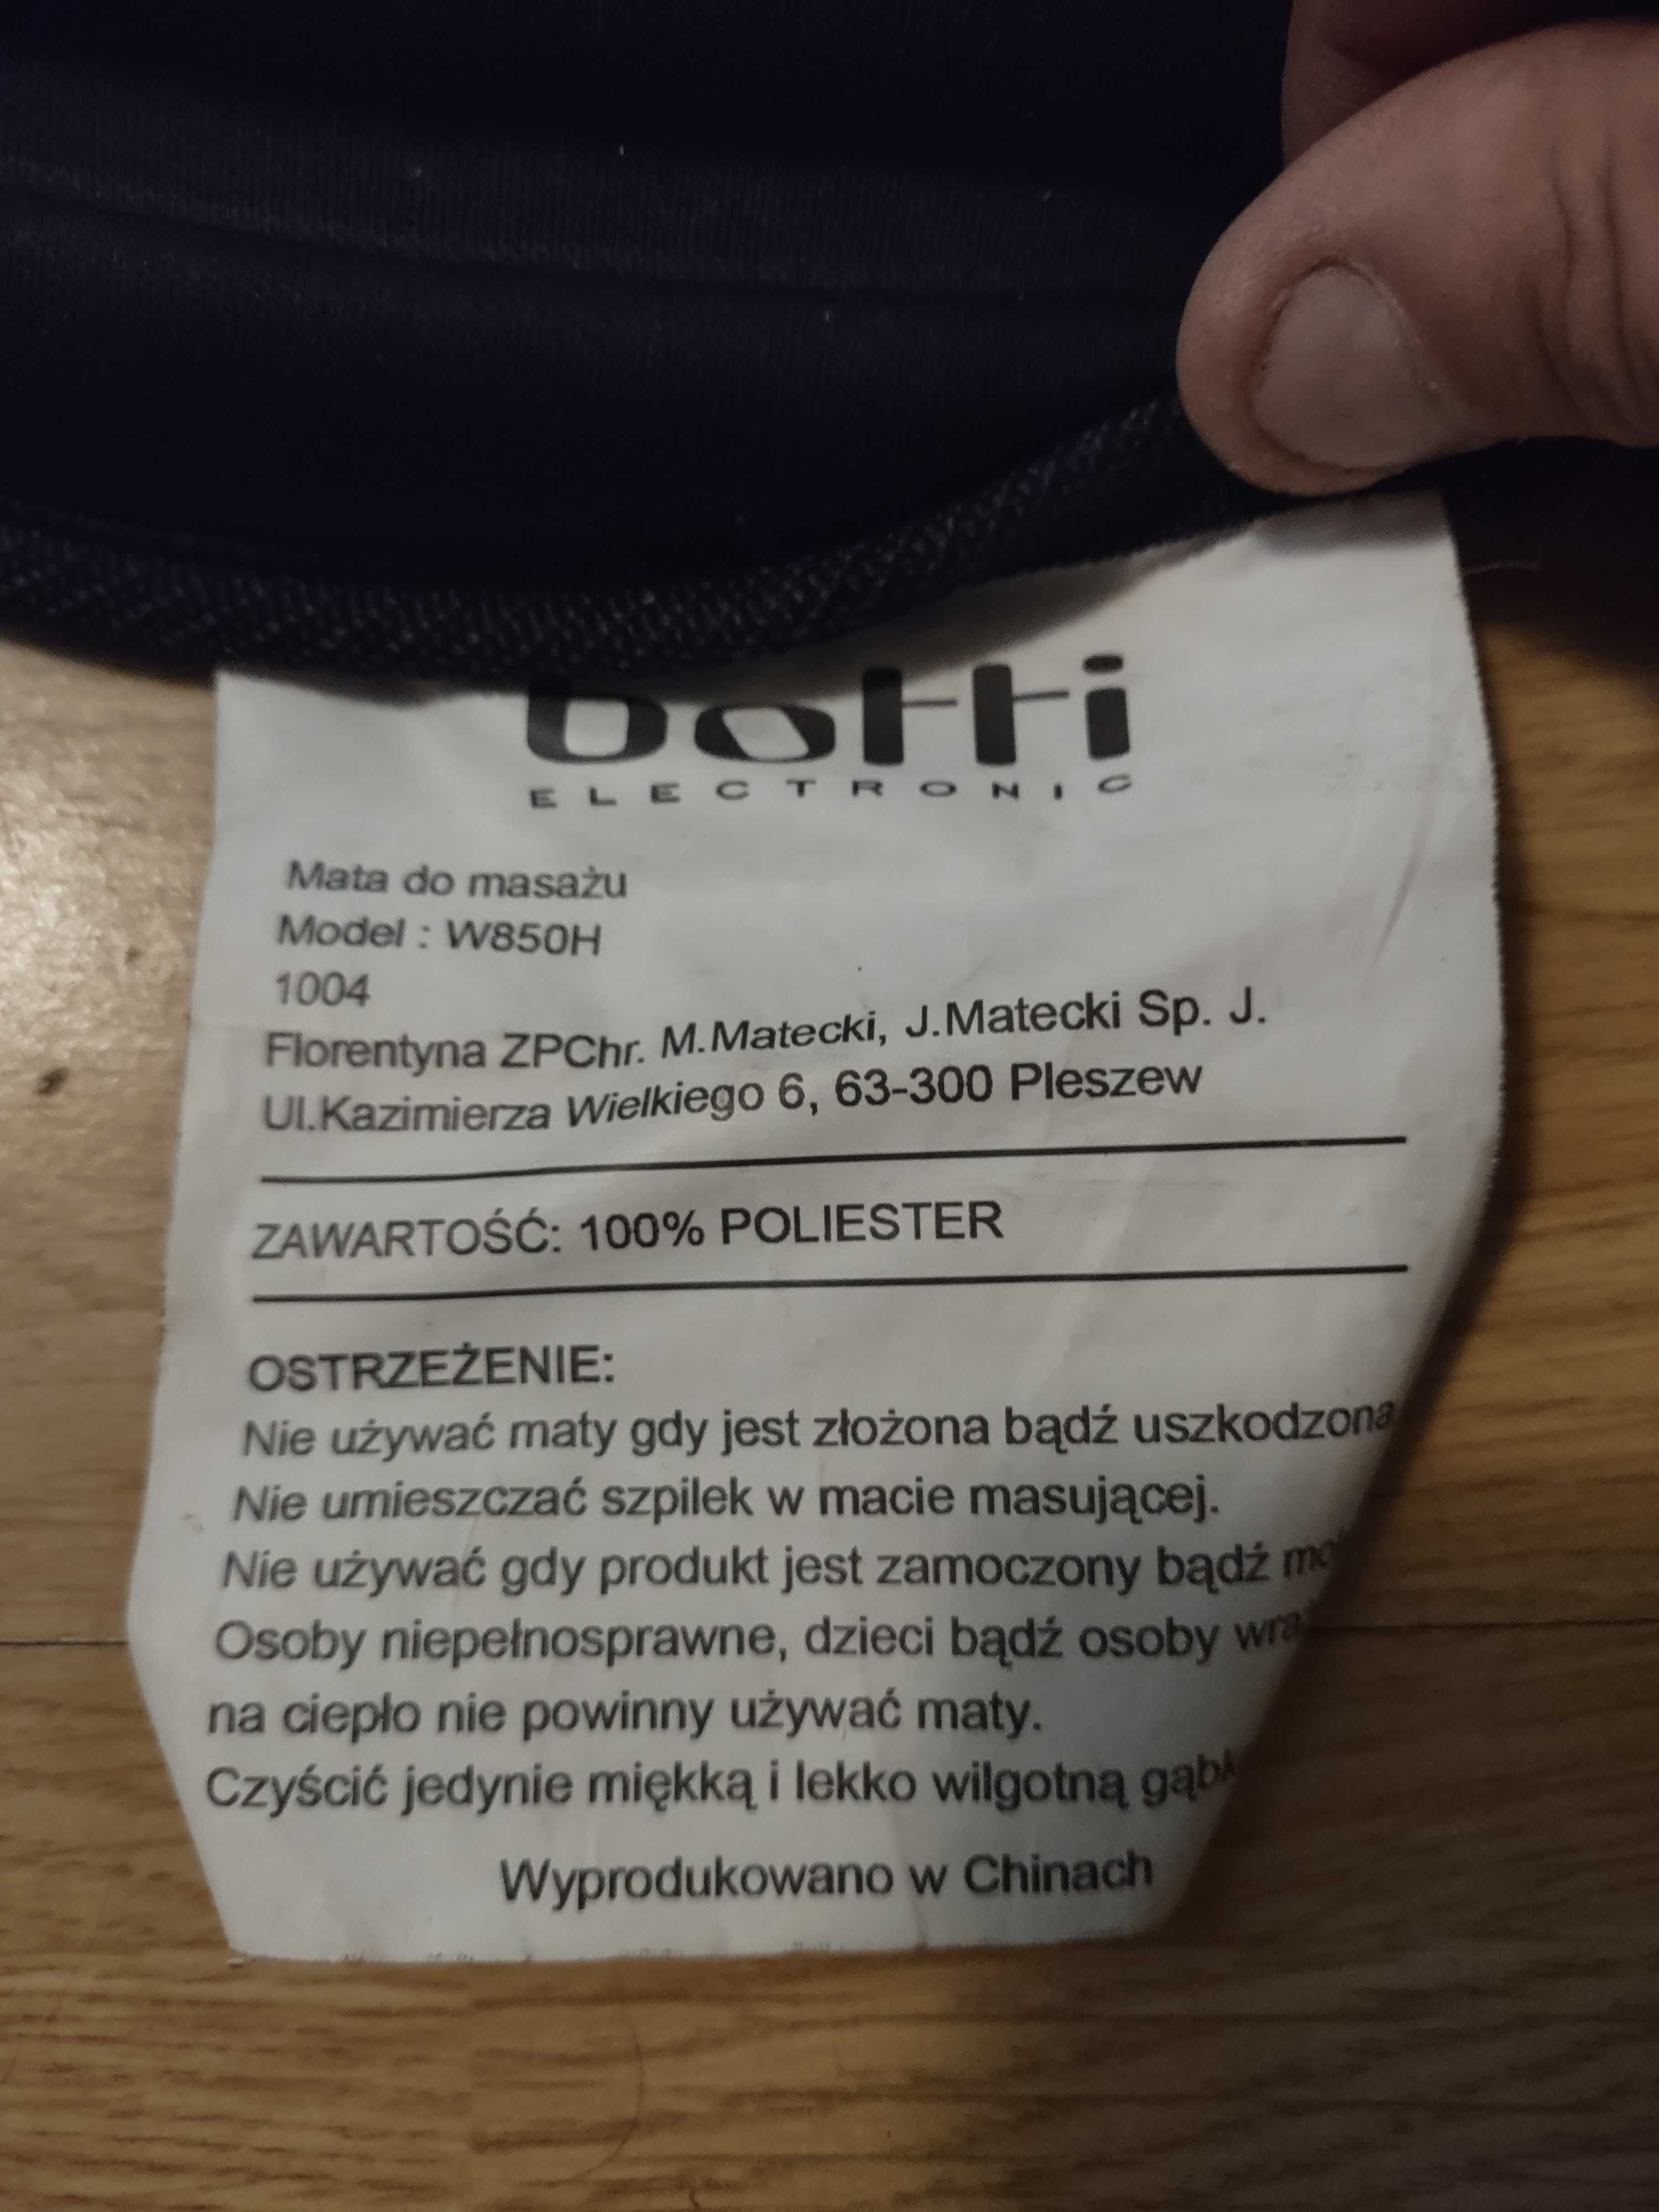 botti
ELECTRONIC
Mata do masażu
Model : W850H
1004
Florentyna ZPChr. M.Matecki, J.Matecki Sp. J.
Ul.Kazimierza Wielkiego 6, 63-300 Pleszew
ZAWARTOŚĆ: 100% POLIESTER
OSTRZEŻENIE:
Nie używać maty gdy jest złożona bądź uszkodzona
Nie umieszczać szpilek w macie masującej.
Nie używać gdy produkt jest zamoczony bądź
Osoby niepełnosprawne, dzieci bądź osoby
na ciepło nie powinny używać maty.
Czyścić jedynie miękką i lekko wilgotną
Wyprodukowano w Chinach